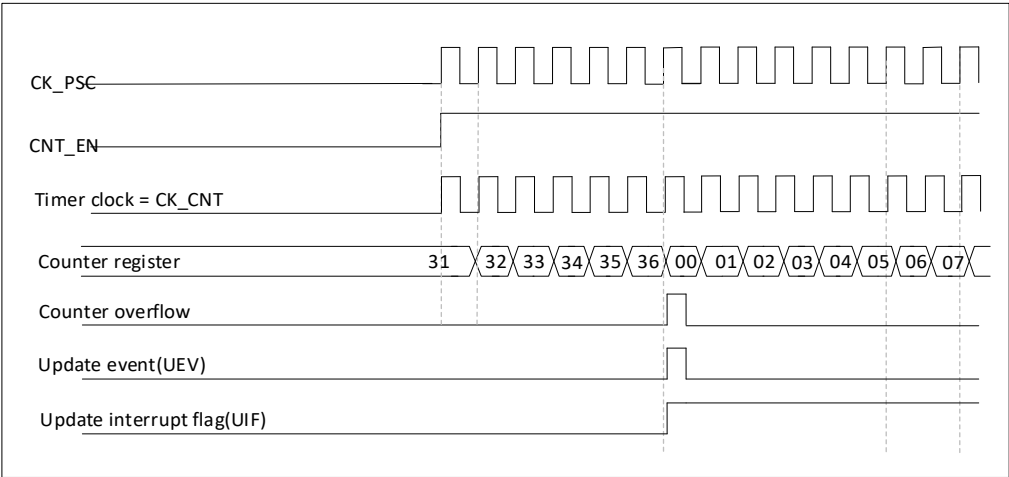 CK_PSC
CNT_EN
Timer clock = CK_CNT
Counter register 31 32 33 34 35 36 00 01 02 03 04 05 06 07
Counter overflow
Update event(UEV)
Update interrupt flag(UIF)